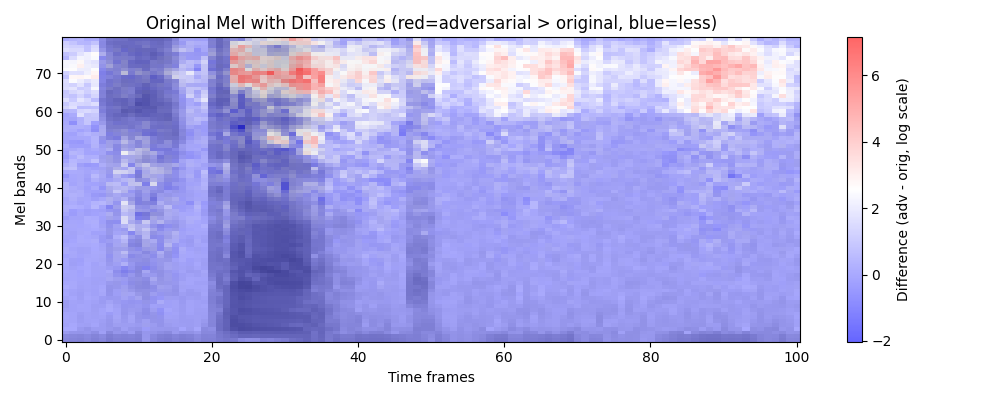 Original Mel with Differences (red=adversarial > original, blue=less)
Mel bands
70
60
50
40
30
20
10
0
0 20 40 60 80 100
Time frames
6
4
2
0
−2
Difference (adv - orig, log scale)